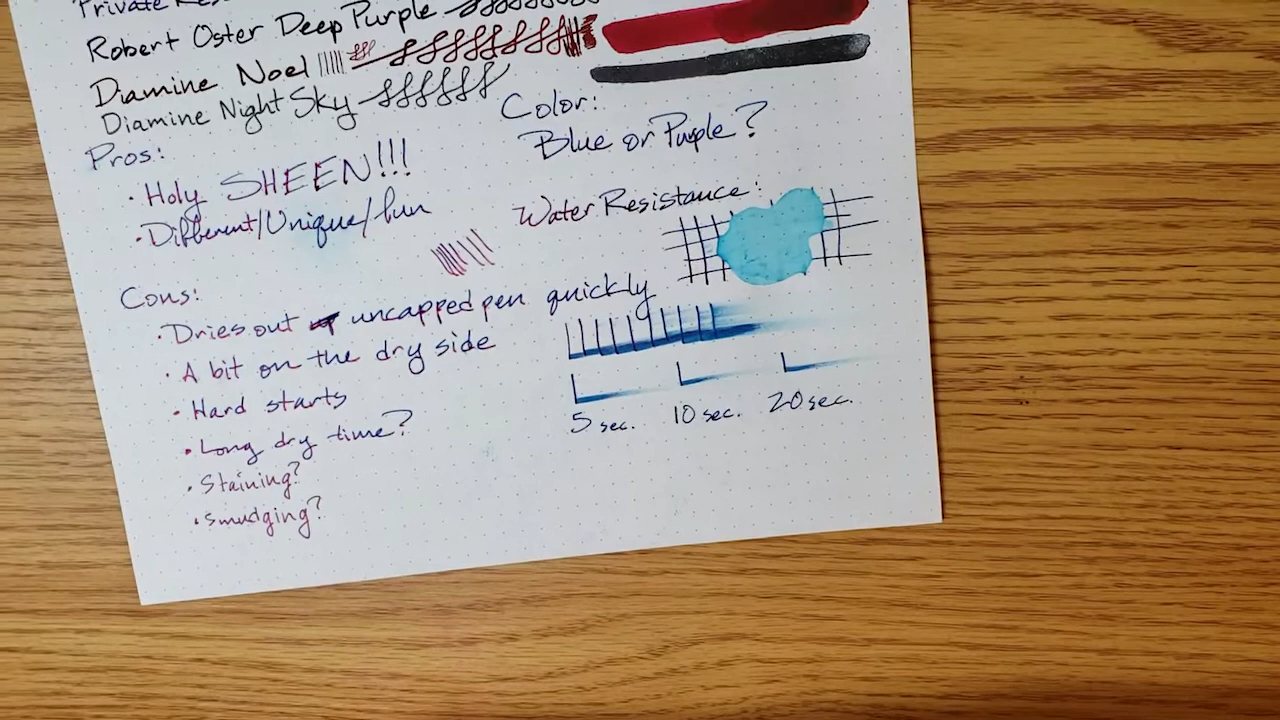 Private Res
Robert Oster Deep Purple
Diamine Noel
Diamine Night Sky
Pros:
• Holy SHEEN!!!
• Different/Unique/fun
Cons:
• Dries out uncapped pen quickly
• A bit on the dry side
• Hard starts
• Long dry time?
• Staining?
• Smudging?
Color:
Blue or Purple?
Water Resistance:
5 sec. 10 sec. 20 sec.